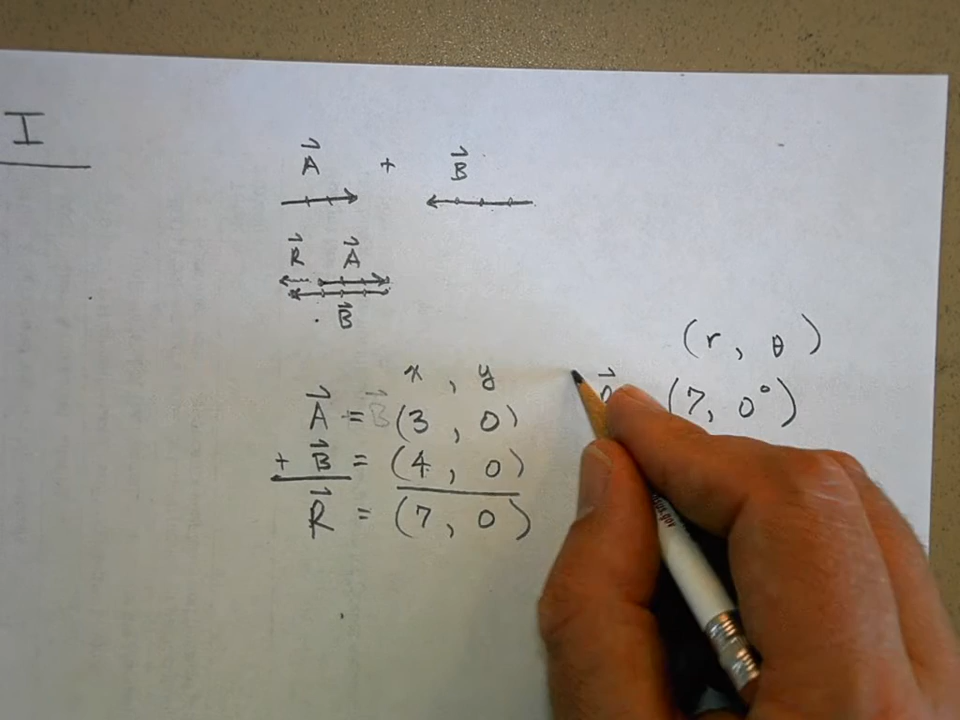 I
A⃗ + B⃗
R⃗ A⃗
B⃗
(r, θ)
x, y
A⃗ = (3, 0)
(7, 0°)
+ B⃗ = (4, 0)
R⃗ = (7, 0)